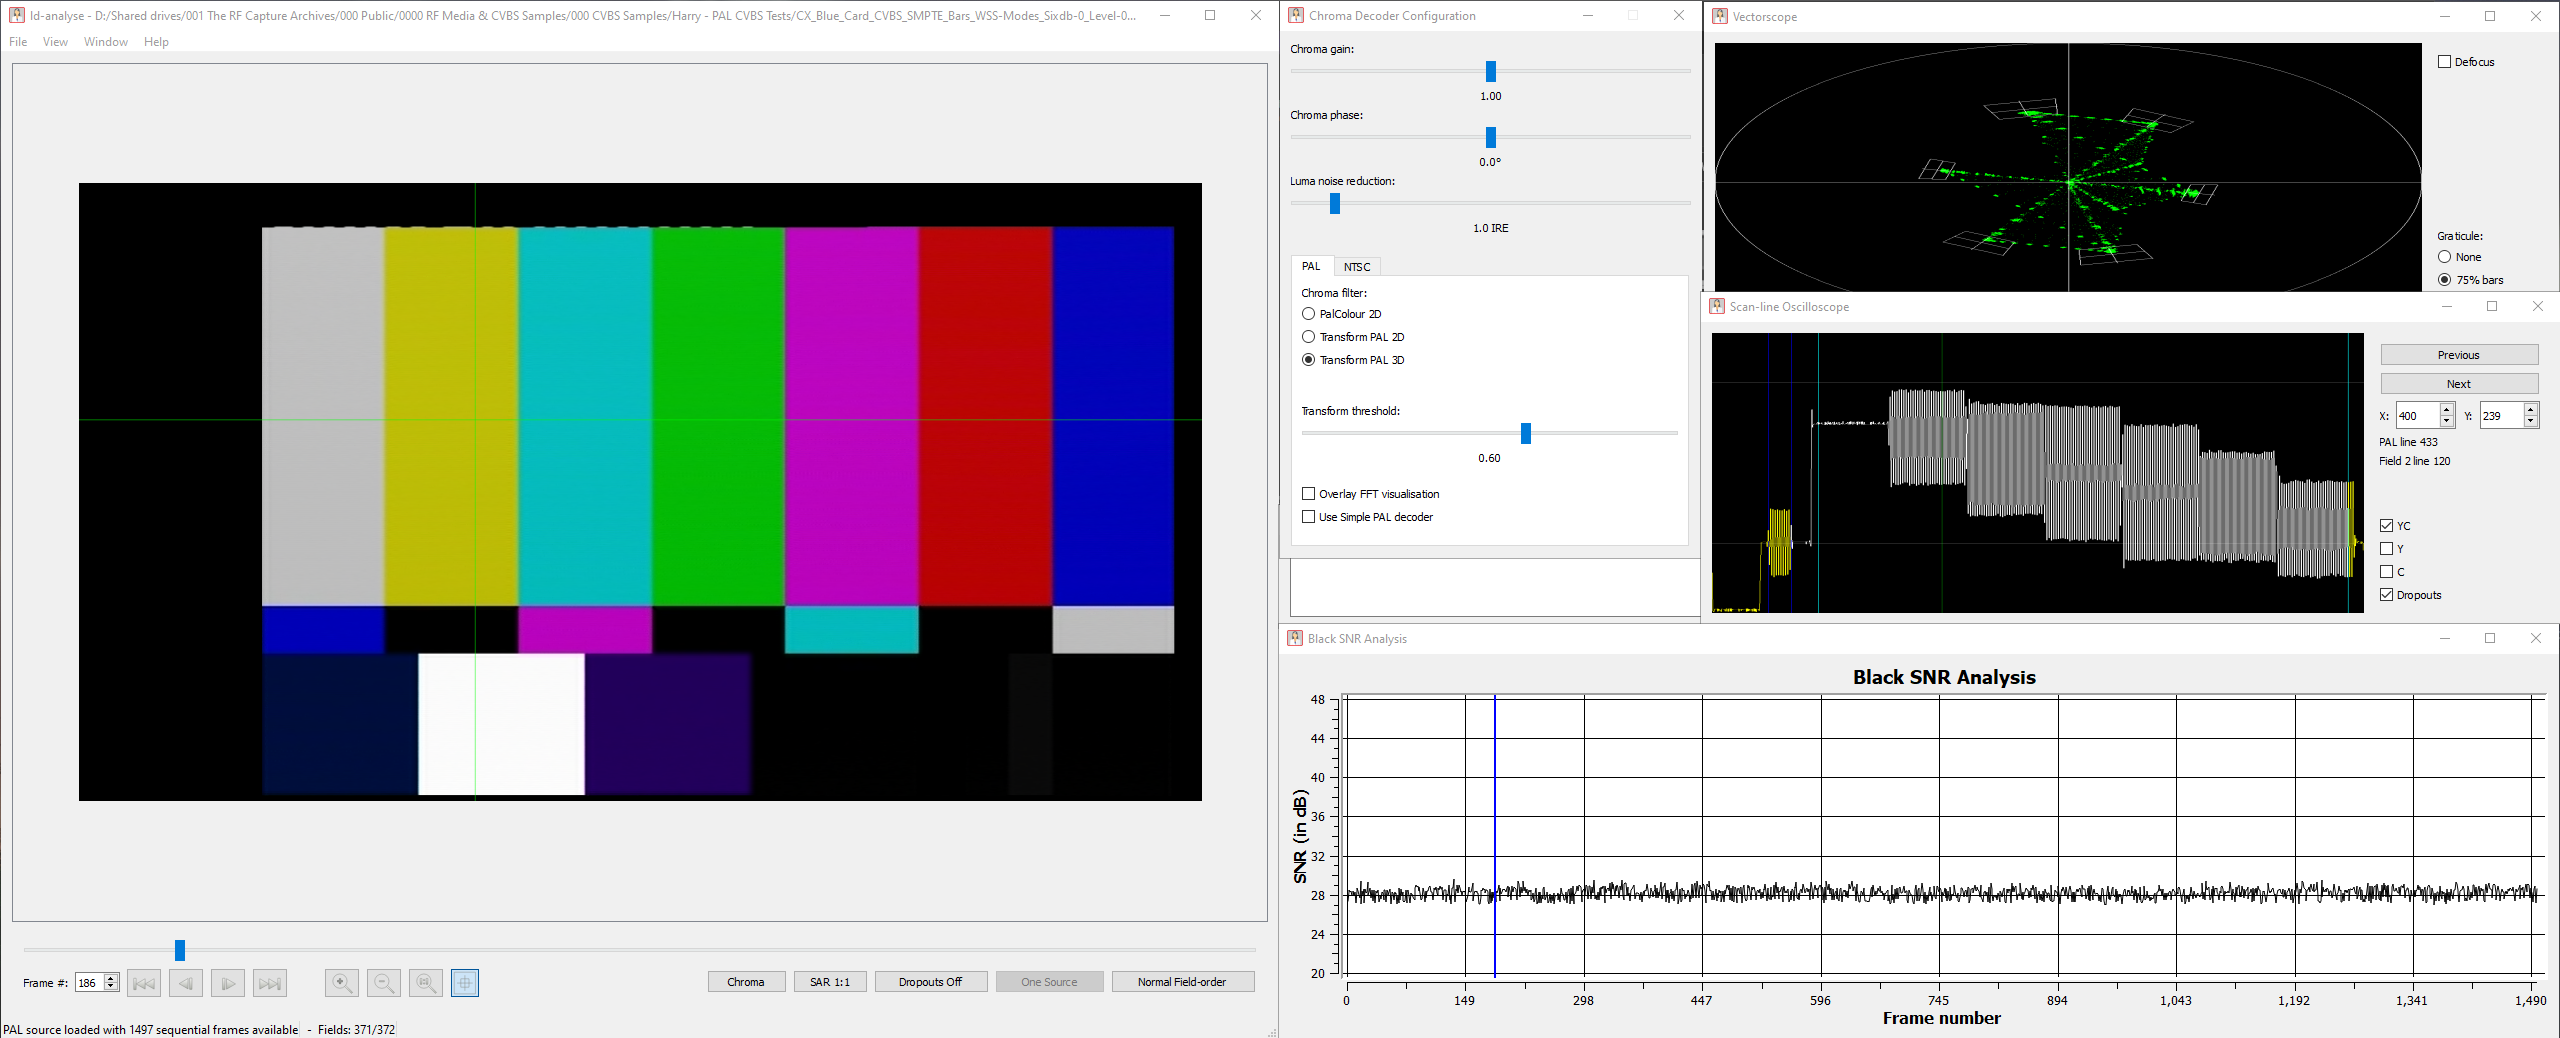 ld-analyse - D:/Shared drives/001 The RF Capture Archives/000 Public/0000 RF Media & CVBS Samples/000 CVBS Samples/Harry - PAL CVBS Tests/CX_Blue_Card_CVBS_SMPTE_Bars_WSS-Modes_Sixdb-0_Level-0...
File View Window Help
Frame #: 186
Chroma
SAR 1:1
Dropouts Off
One Source
Normal Field-order
PAL source loaded with 1497 sequential frames available - Fields: 371/372
Chroma Decoder Configuration
Chroma gain:
1.00
Chroma phase:
0.0°
Luma noise reduction:
1.0 IRE
PAL NTSC
Chroma filter:
PalColour 2D
Transform PAL 2D
Transform PAL 3D
Transform threshold:
0.60
Overlay FFT visualisation
Use Simple PAL decoder
Vectorscope
Defocus
Graticule:
None
75% bars
Scan-line Oscilloscope
Previous
Next
X: 400 Y: 239
PAL line 433
Field 2 line 120
YC
Y
C
Dropouts
Black SNR Analysis
Black SNR Analysis
SNR (in dB)
48
44
40
36
32
28
24
20
0 149 298 447 596 745 894 1,043 1,192 1,341 1,490
Frame number